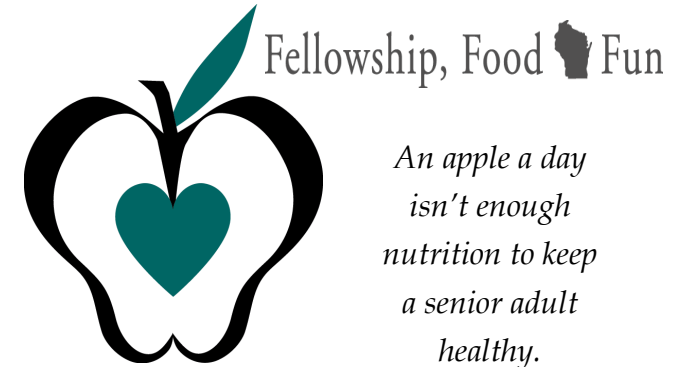 Fellowship, Food Fun
An apple a day
isn't enough
nutrition to keep
a senior adult
healthy.